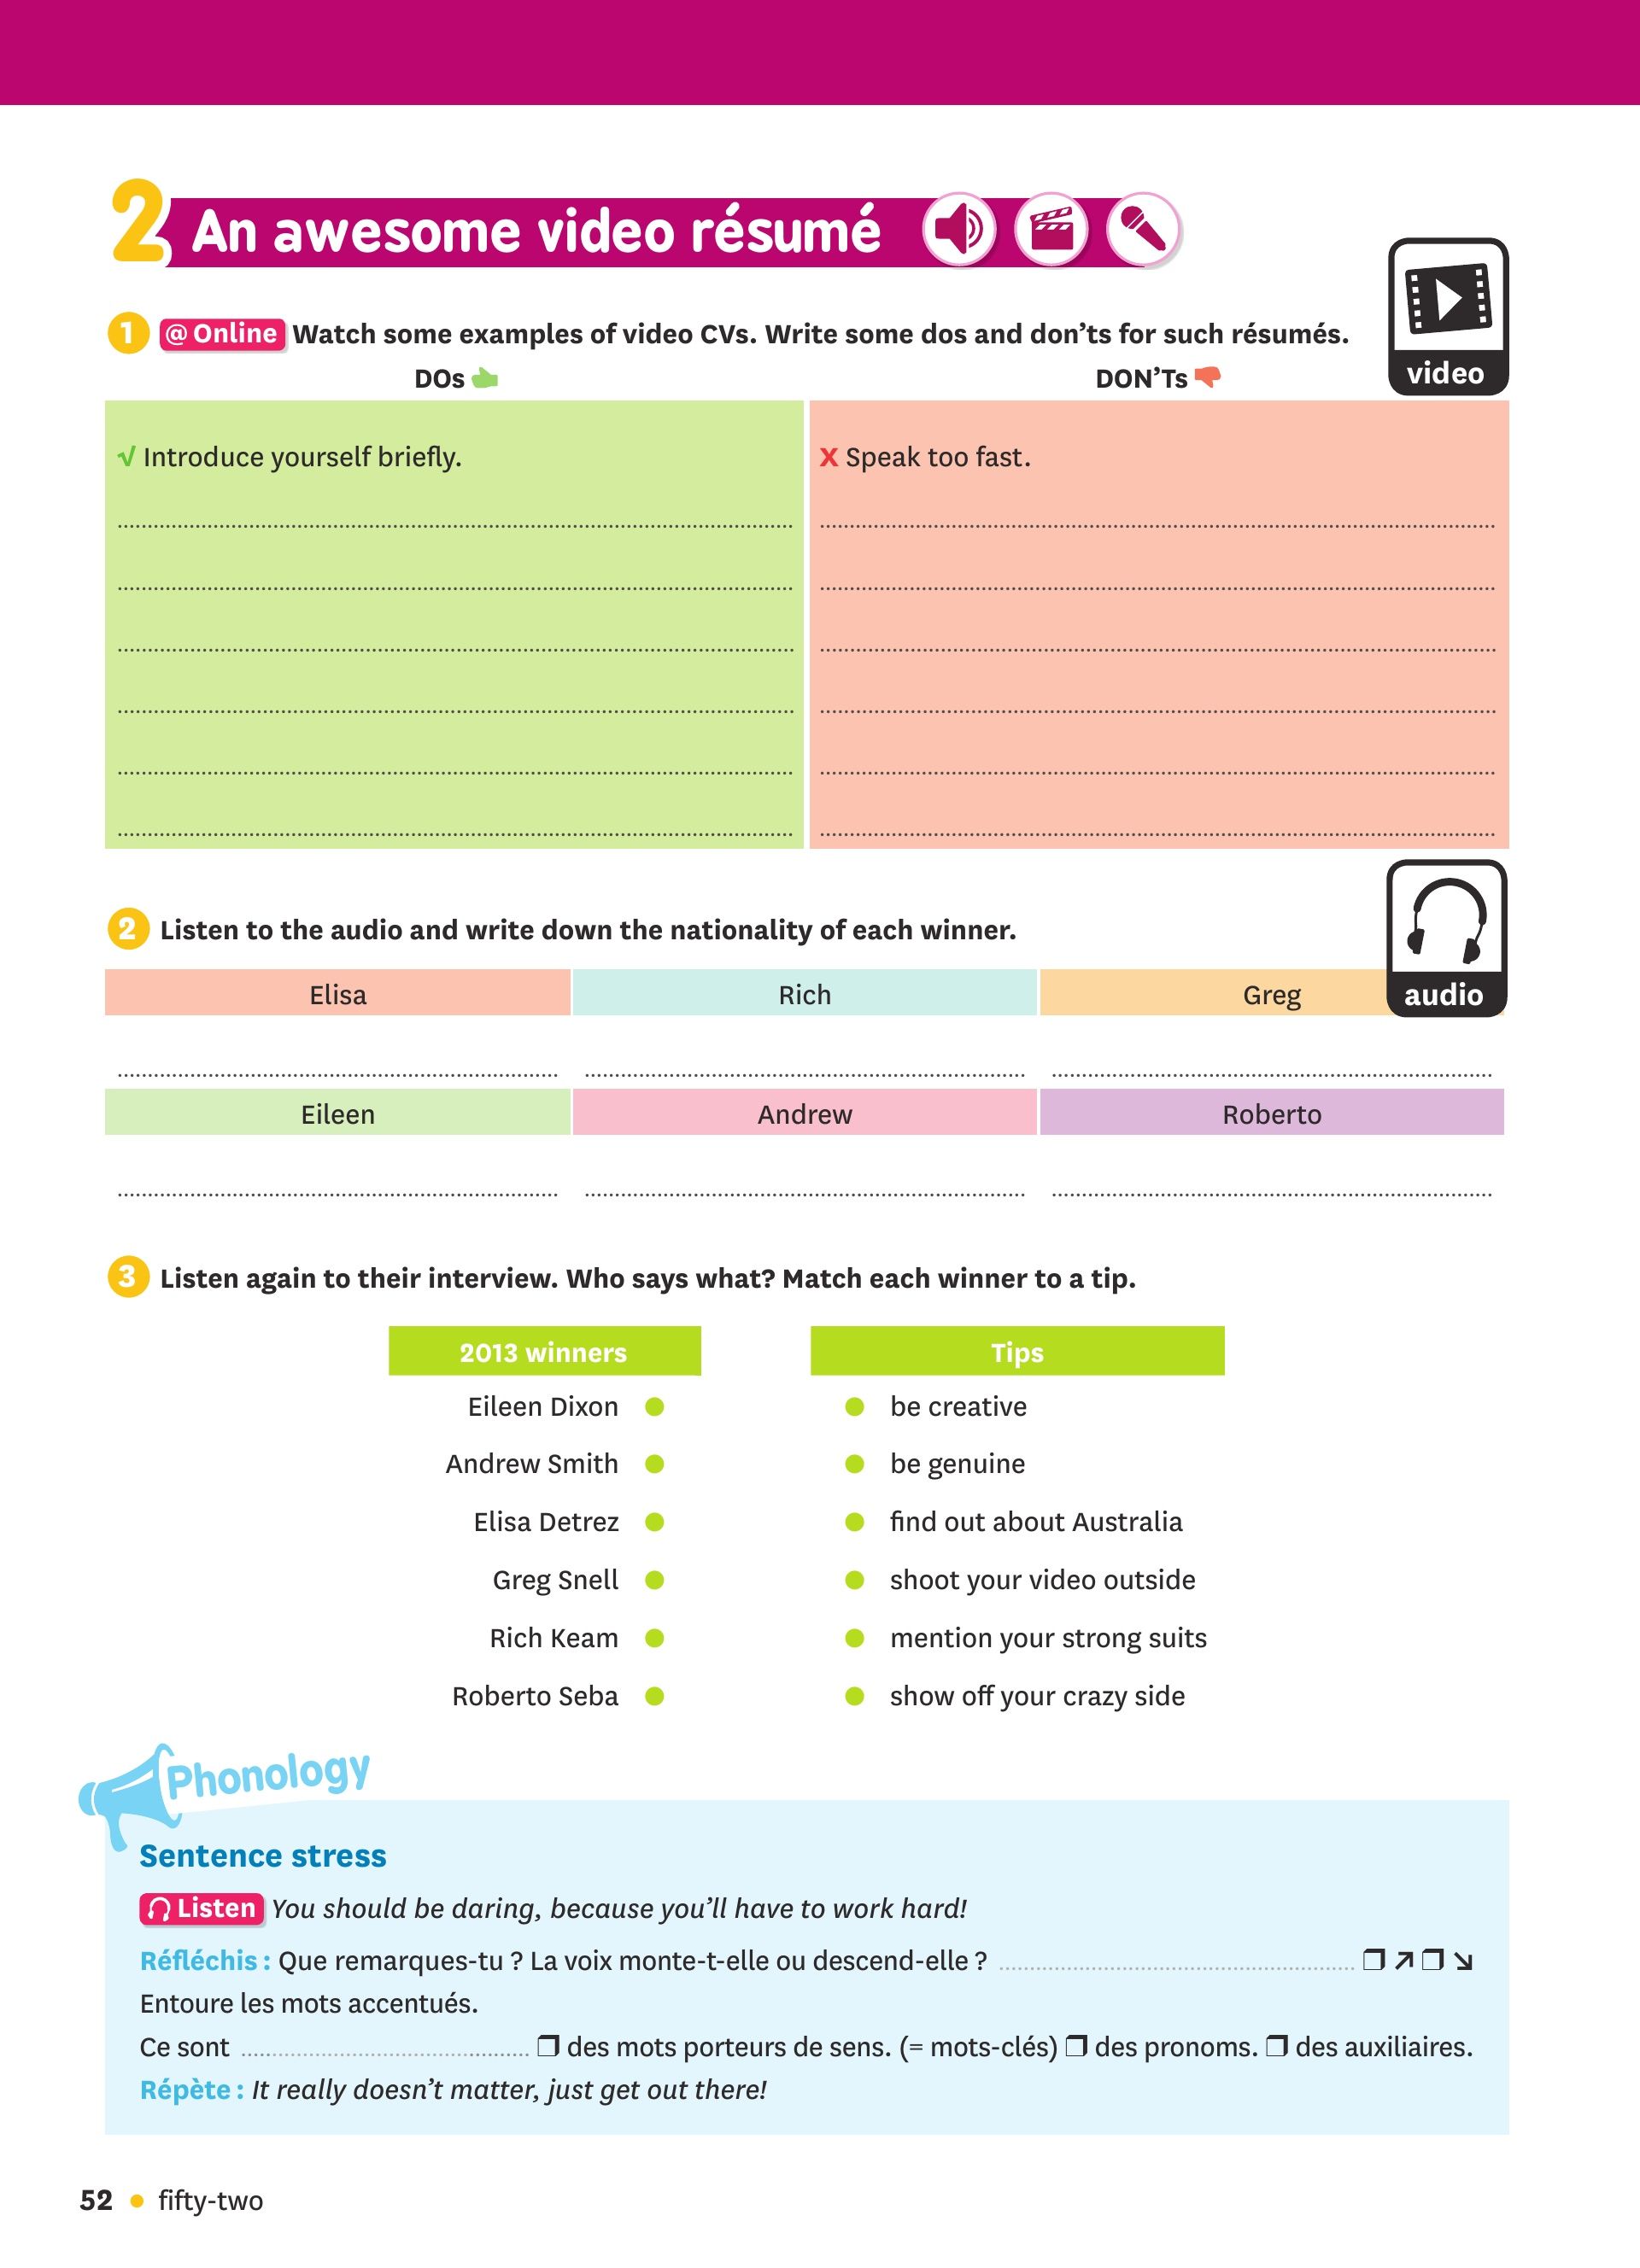 2 An awesome video résumé
video
1 @ Online Watch some examples of video CVs. Write some dos and don'ts for such résumés.
DOs DON'Ts
√ Introduce yourself briefly.
X Speak too fast.
audio
2 Listen to the audio and write down the nationality of each winner.
Elisa Rich Greg
Eileen Andrew Roberto
3 Listen again to their interview. Who says what? Match each winner to a tip.
2013 winners Tips
Eileen Dixon be creative
Andrew Smith be genuine
Elisa Detrez find out about Australia
Greg Snell shoot your video outside
Rich Keam mention your strong suits
Roberto Seba show off your crazy side
Phonology
Sentence stress
Listen You should be daring, because you'll have to work hard!
Réfléchis : Que remarques-tu ? La voix monte-t-elle ou descend-elle ? ........ ❒ ↗ ❒ ↘
Entoure les mots accentués.
Ce sont ........ ❒ des mots porteurs de sens. (= mots-clés) ❒ des pronoms. ❒ des auxiliaires.
Répète : It really doesn't matter, just get out there!
52 • fifty-two